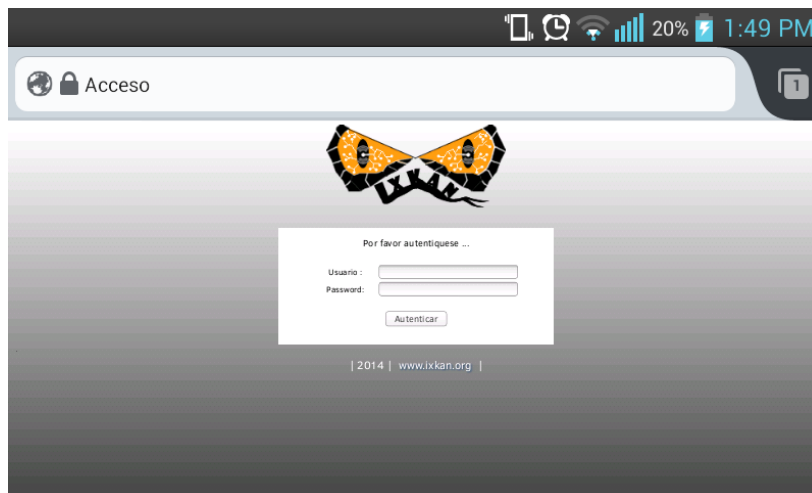 20% 1:49 PM
Acceso
1
IXKAN
Por favor autentiquese ...
Usuario :
Password:
Autenticar
| 2014 | www.ixkan.org |